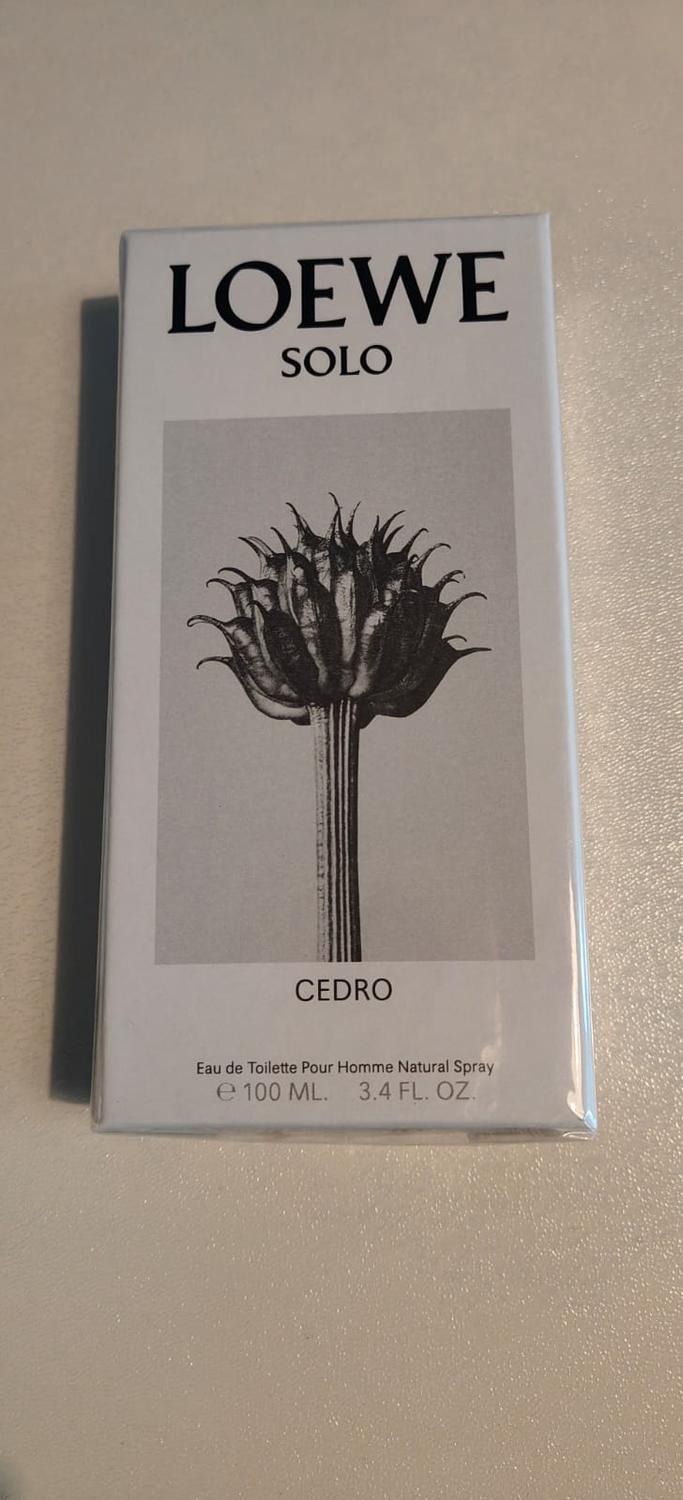 LOEWE
SOLO
CEDRO
Eau de Toilette Pour Homme Natural Spray
℮ 100 ML. 3.4 FL. OZ.